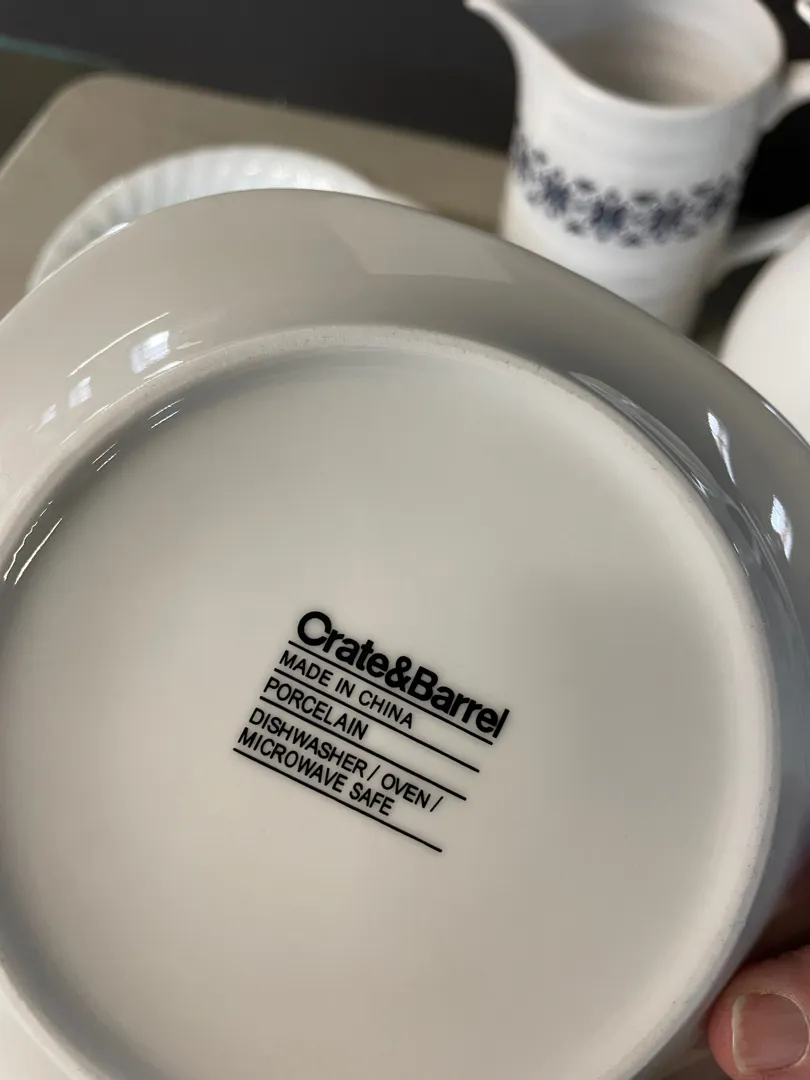 Crate&Barrel
MADE IN CHINA
PORCELAIN
DISHWASHER / OVEN /
MICROWAVE SAFE